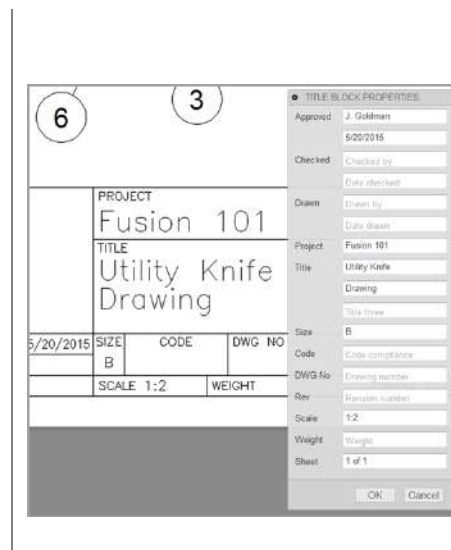 6
3
PROJECT
Fusion 101
TITLE
Utility Knife
Drawing
5/20/2015
SIZE
CODE
DWG NO
B
SCALE 1:2
WEIGHT
TITLE BLOCK PROPERTIES
Approved J. Goldman
5/20/2015
Checked Checked by
Date checked
Drawn Drawn by
Date drawn
Project Fusion 101
Title Utility Knife
Drawing
Title three
Size B
Code Code compliance
DWG No Drawing number
Rev Revision number
Scale 1:2
Weight Weight
Sheet 1 of 1
OK Cancel